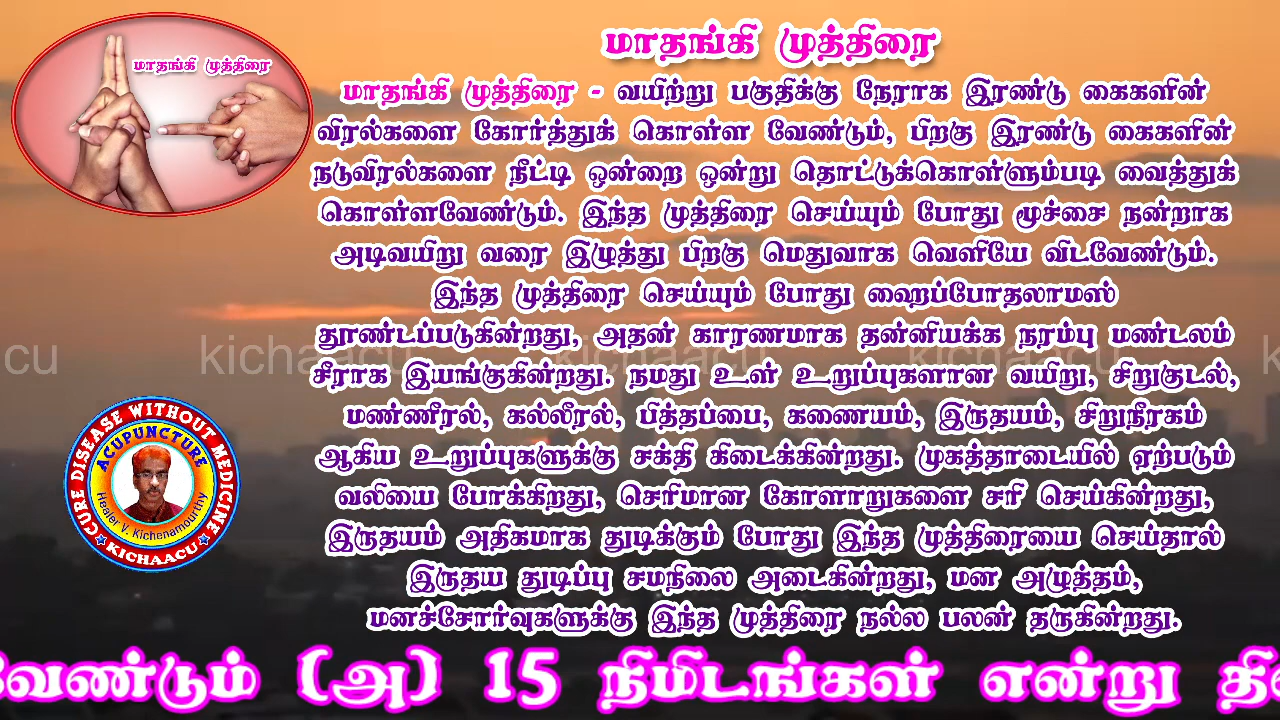 மாதங்கி முத்திரை
மாதங்கி முத்திரை
மாதங்கி முத்திரை - வயிற்று பகுதிக்கு நேராக இரண்டு கைகளின்
விரல்களை கோர்த்துக் கொள்ள வேண்டும், பிறகு இரண்டு கைகளின்
நடுவிரல்களை நீட்டி ஒன்றை ஒன்று தொட்டுக்கொள்ளும்படி வைத்துக்
கொள்ளவேண்டும். இந்த முத்திரை செய்யும் போது மூச்சை நன்றாக
அடிவயிறு வரை இழுத்து பிறகு மெதுவாக வெளியே விடவேண்டும்.
இந்த முத்திரை செய்யும் போது ஹைப்போதலாமஸ்
தூண்டப்படுகின்றது, அதன் காரணமாக தன்னியக்க நரம்பு மண்டலம்
சீராக இயங்குகின்றது. நமது உள் உறுப்புகளான வயிறு, சிறுகுடல்,
மண்ணீரல், கல்லீரல், பித்தப்பை, கணையம், இருதயம், சிறுநீரகம்
ஆகிய உறுப்புகளுக்கு சக்தி கிடைக்கின்றது. முகத்தாடையில் ஏற்படும்
வலியை போக்கிறது, செரிமான கோளாறுகளை சரி செய்கின்றது,
இருதயம் அதிகமாக துடிக்கும் போது இந்த முத்திரையை செய்தால்
இருதய துடிப்பு சமநிலை அடைகின்றது, மன அழுத்தம்,
மனச்சோர்வுகளுக்கு இந்த முத்திரை நல்ல பலன் தருகின்றது.
cu kichaacu kichaacu kichaacu k
CURE DISEASE WITHOUT MEDICINE
ACUPUNCTURE
Healer V. Kichenamourthy
KICHAACU
வேண்டும் (அ) 15 நிமிடங்கள் என்று